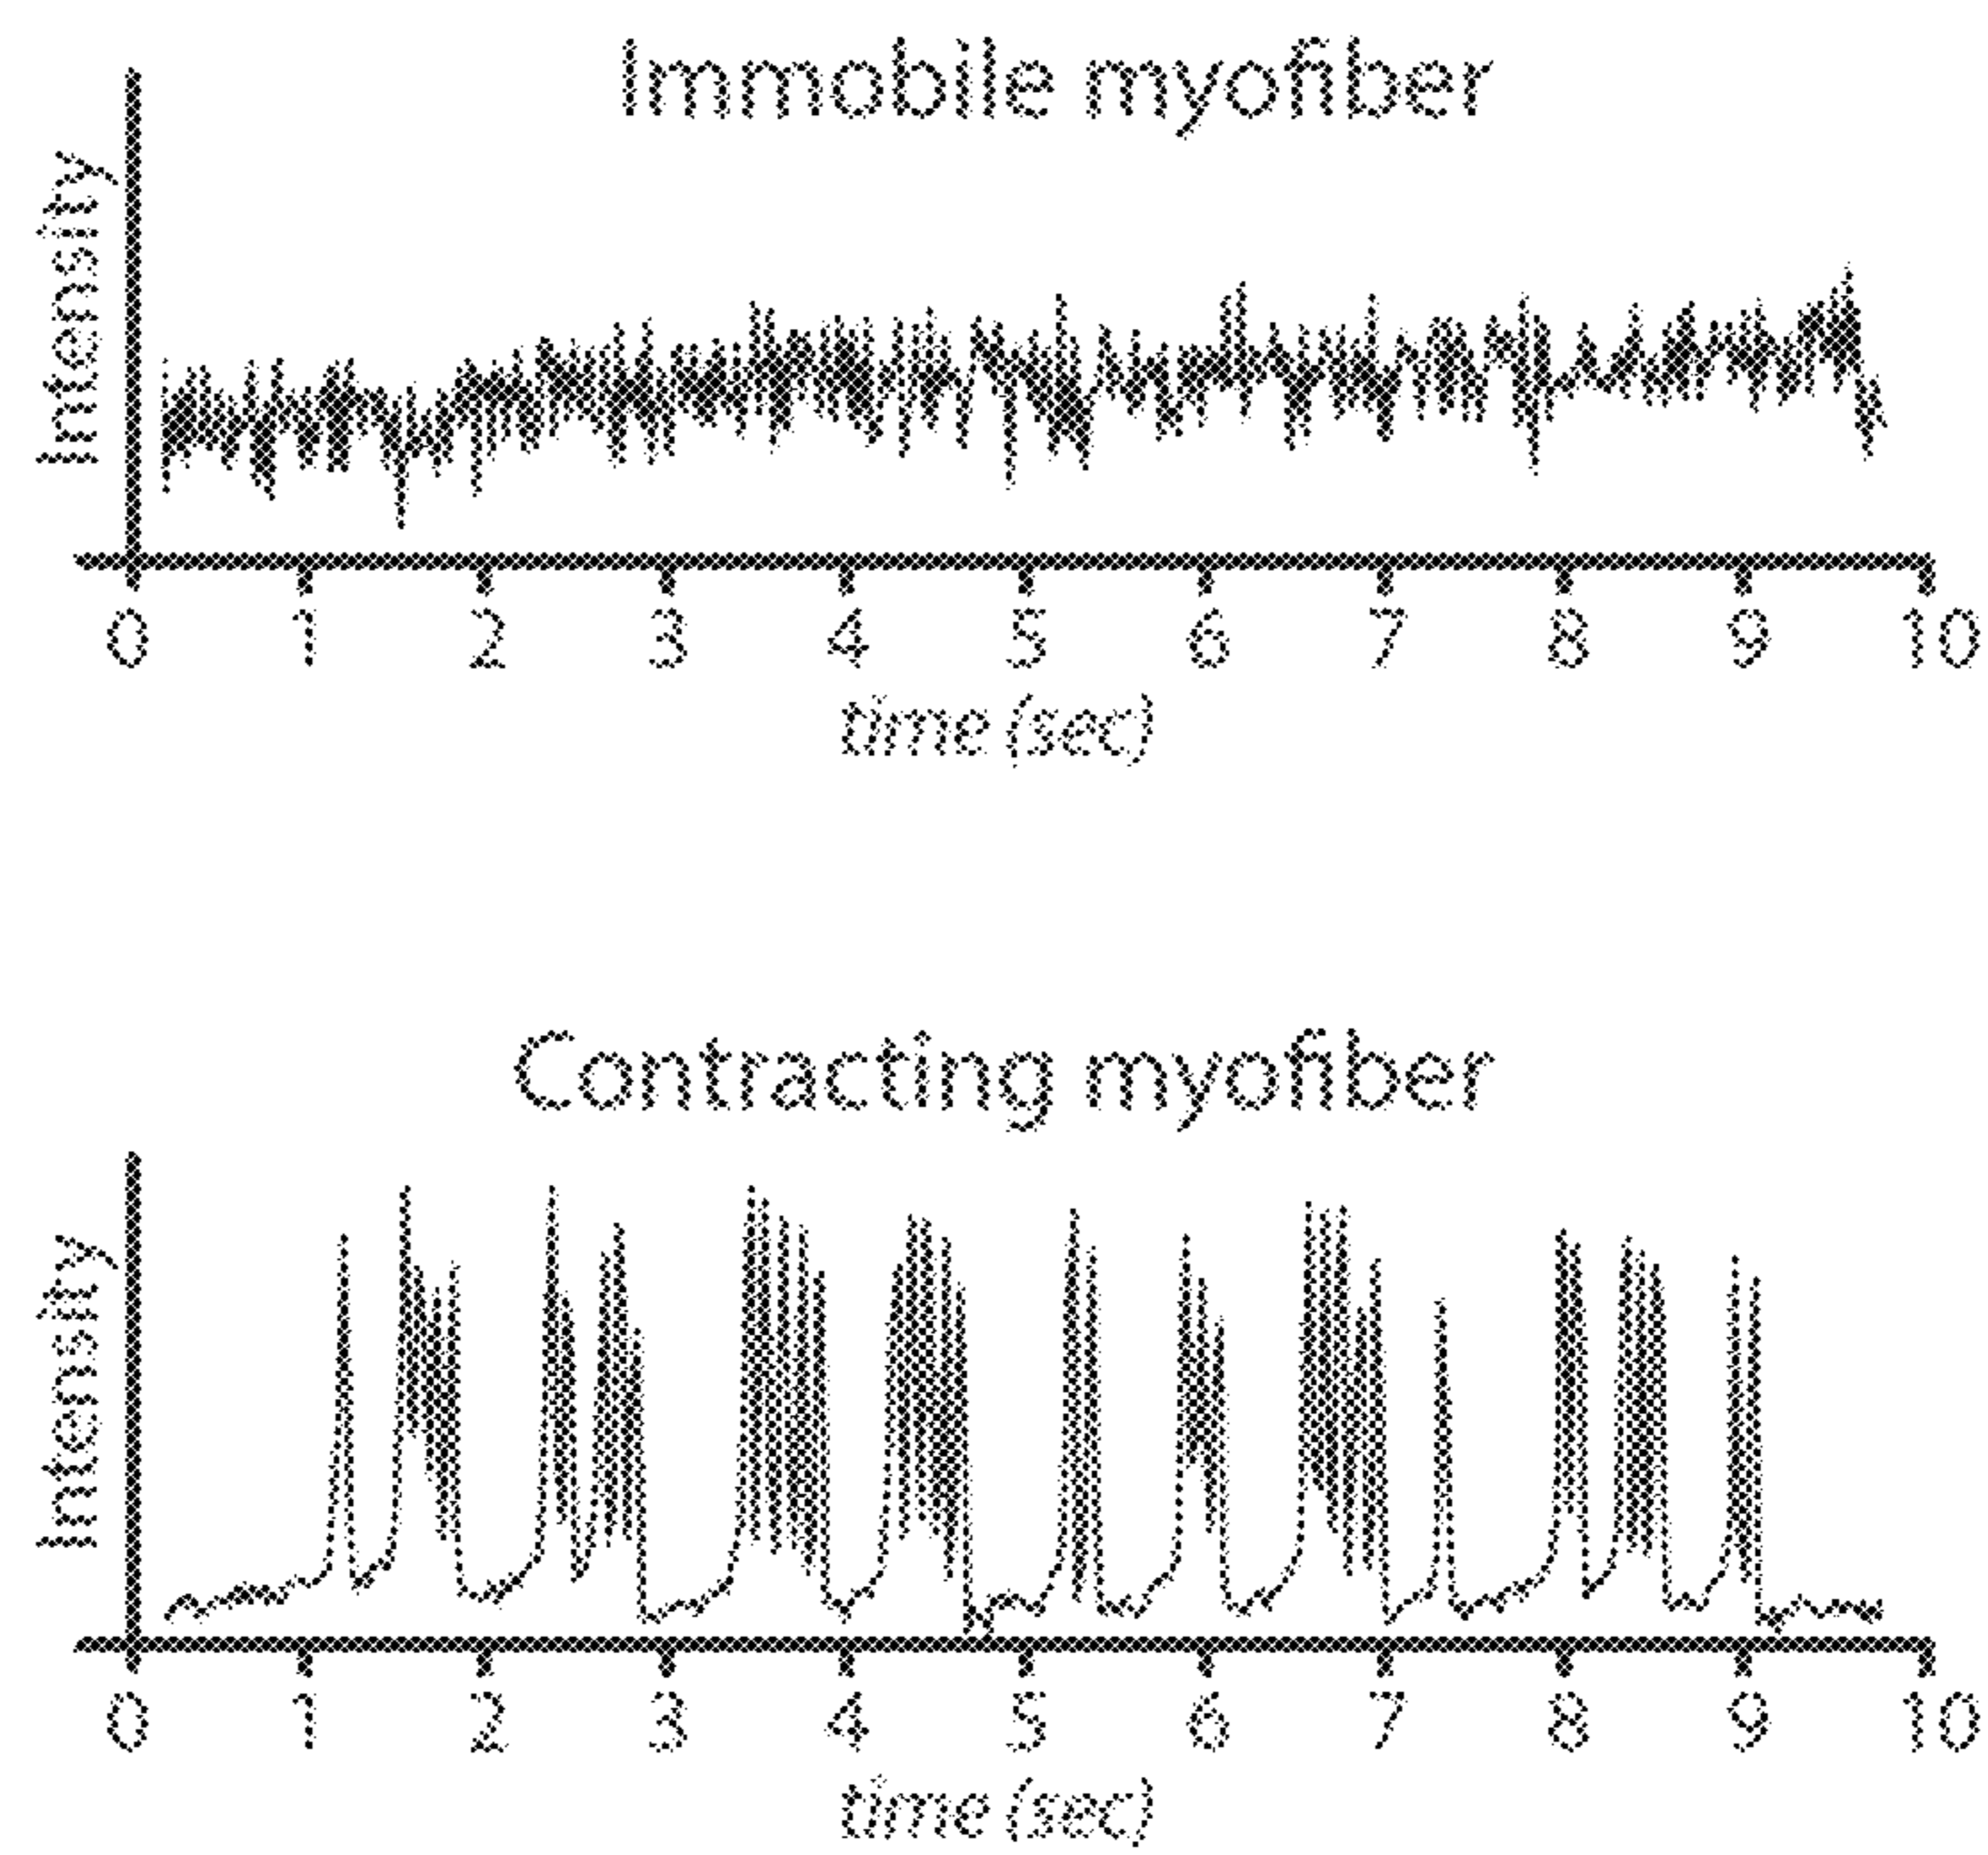 Immobile myofiber
Intensity
0 1 2 3 4 5 6 7 8 9 10
time (sec)
Contracting myofiber
Intensity
0 1 2 3 4 5 6 7 8 9 10
time (sec)